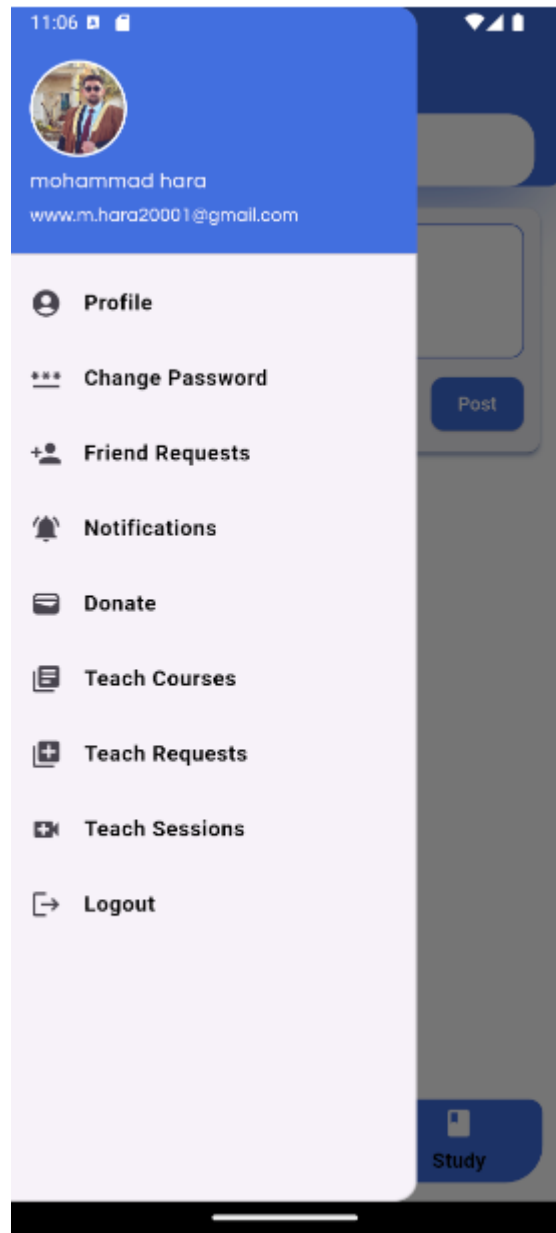 11:06
mohammad hara
www.m.hara20001@gmail.com
Profile
Change Password
Post
Friend Requests
Notifications
Donate
Teach Courses
Teach Requests
Teach Sessions
Logout
Study